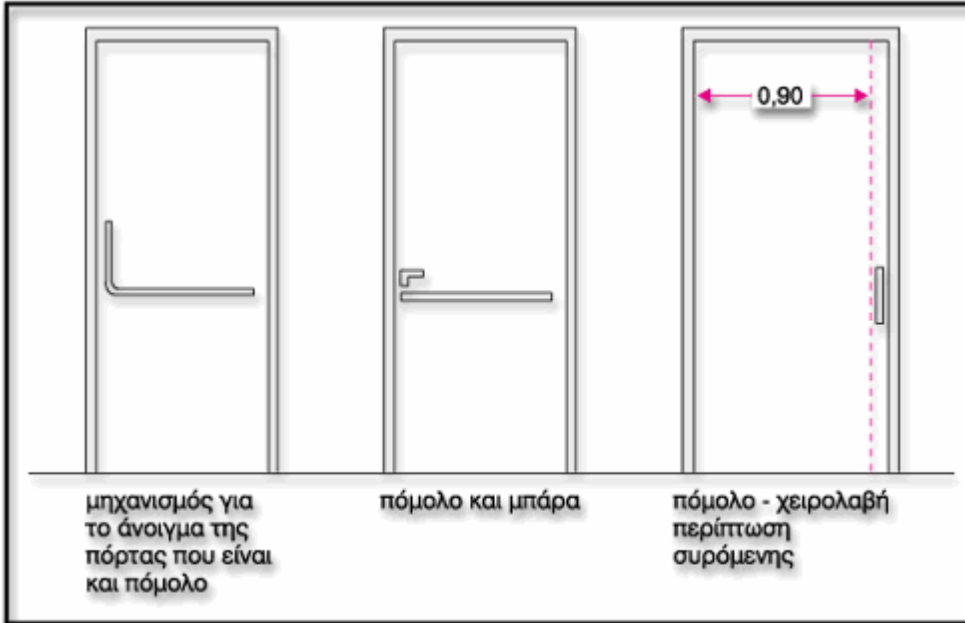 0,90
μηχανισμός για
το άνοιγμα της
πόρτας που είναι
και πόμολο
πόμολο και μπάρα
πόμολο - χειρολαβή
περίπτωση
συρόμενης